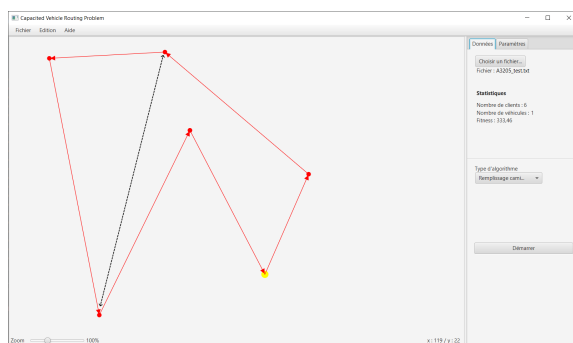 Capacited Vehicle Routing Problem
Fichier Edition Aide
Données Paramètres
Choisir un fichier...
Fichier : A3205_test.txt
Statistiques
Nombre de clients : 6
Nombre de véhicules : 1
Fitness : 333,46
Type d'algorithme
Remplissage cami...
Démarrer
Zoom 100% x : 119 / y : 22